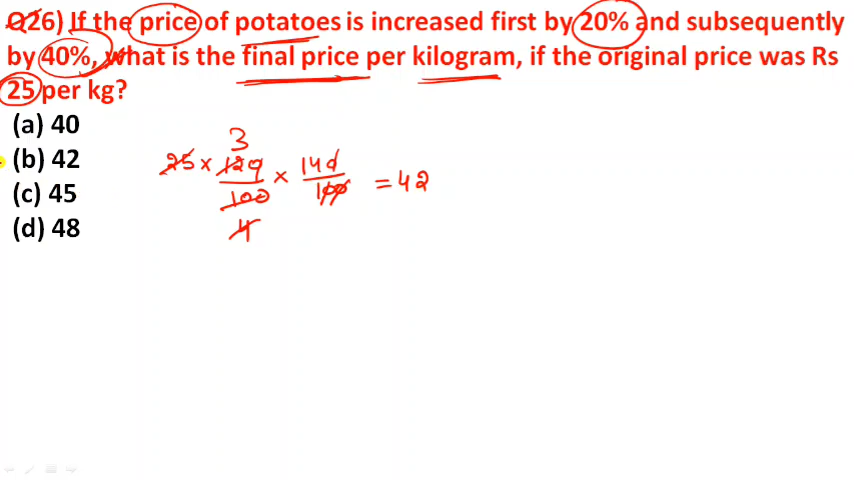 Q26) If the price of potatoes is increased first by 20% and subsequently
by 40%, what is the final price per kilogram, if the original price was Rs
25 per kg?
(a) 40
(b) 42
(c) 45
(d) 48
3
25 × 120/100 × 140/100 = 42
4